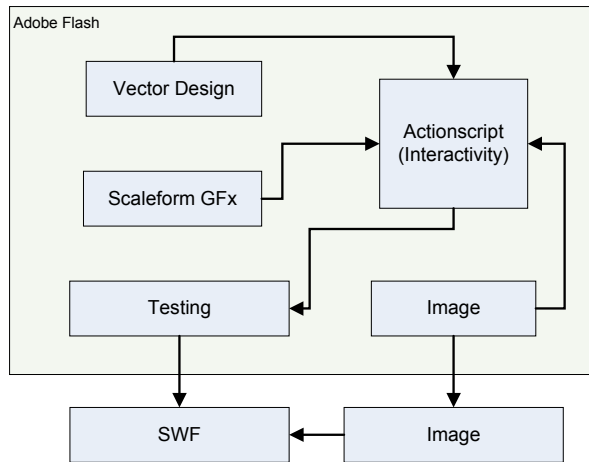 Adobe Flash
Vector Design
Actionscript
(Interactivity)
Scaleform GFx
Testing
Image
SWF
Image